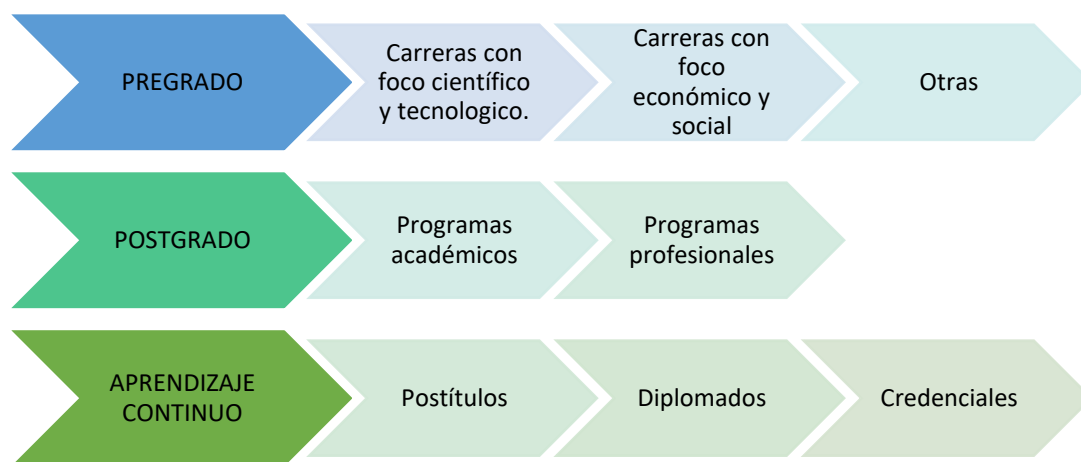 PREGRADO
Carreras con
foco científico
y tecnologico.
Carreras con
foco
económico y
social
Otras
POSTGRADO
Programas
académicos
Programas
profesionales
APRENDIZAJE
CONTINUO
Postítulos
Diplomados
Credenciales